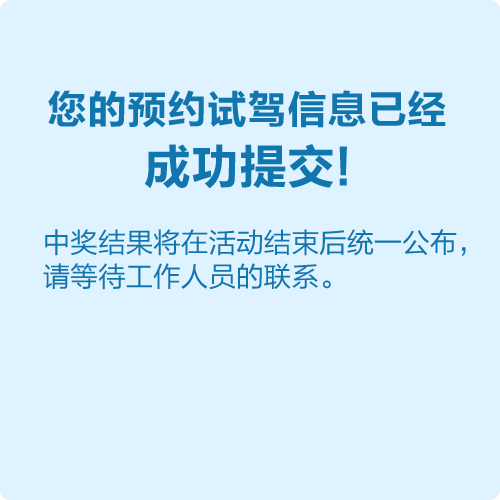 您的预约试驾信息已经
成功提交!
中奖结果将在活动结束后统一公布，
请等待工作人员的联系。